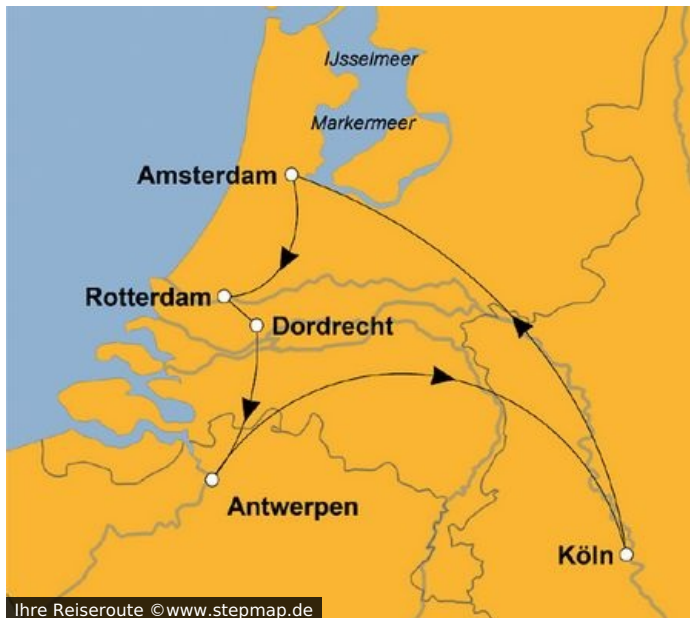 IJsselmeer
Markermeer
Amsterdam
Rotterdam
Dordrecht
Antwerpen
Köln
Ihre Reiseroute ©www.stepmap.de